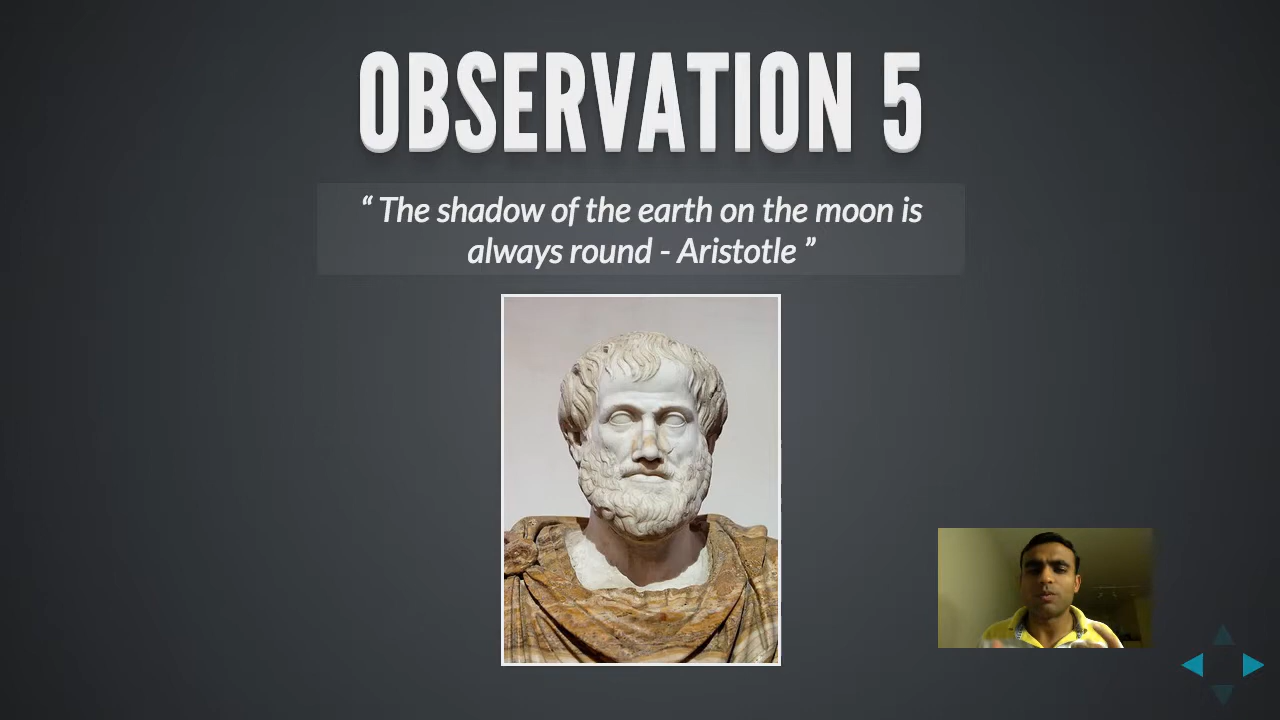 OBSERVATION 5
“ The shadow of the earth on the moon is
always round - Aristotle ”